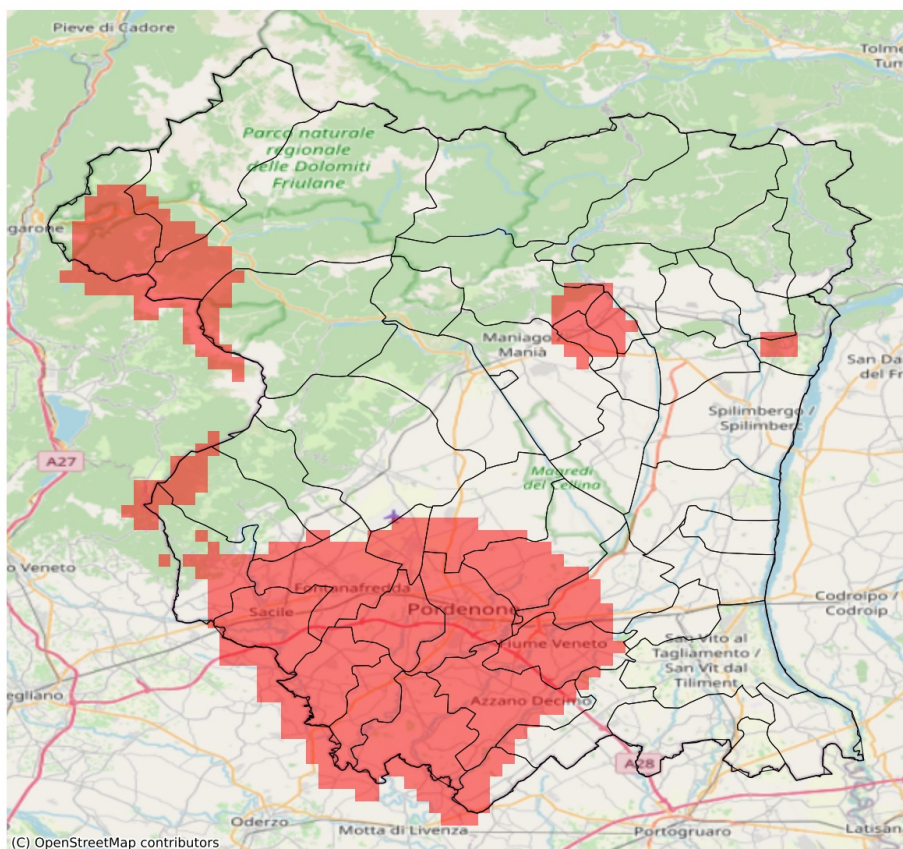 Pieve di Cadore
Tolme
Tum
Parco naturale
regionale
delle Dolomiti
Friulane
garone
Maniago
Manià
San Da
del Fr
Spilimbergo /
Spilimberc
A27
Magredi
del Cellina
o Veneto
Fontanafredda
Sacile
Pordenone
Codroipo /
Codroip
Fiume Veneto
San Vito al
Tagliamento /
San Vît dal
Tiliment
egliano
Azzano Decimo
A28
Oderzo
Motta di Livenza
Portogruaro
Latisan
(C) OpenStreetMap contributors